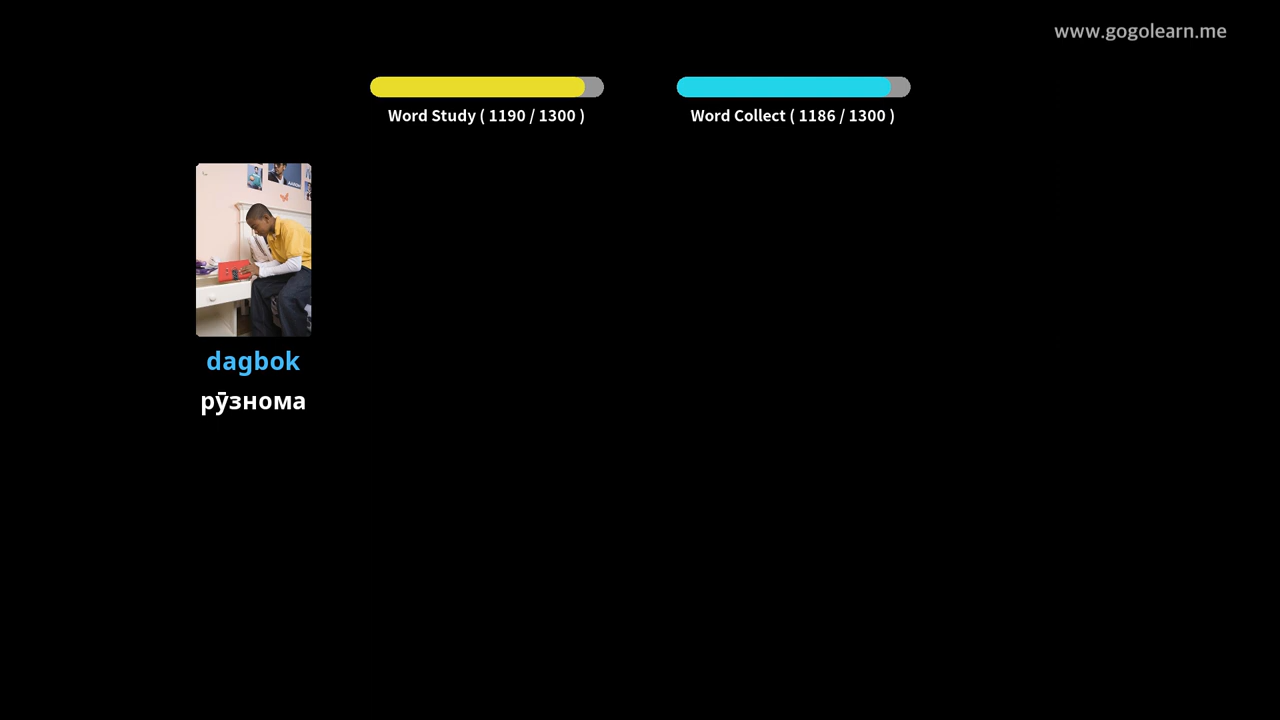 www.gogolearn.me
Word Study ( 1190 / 1300 )
Word Collect ( 1186 / 1300 )
dagbok
рӯзнома